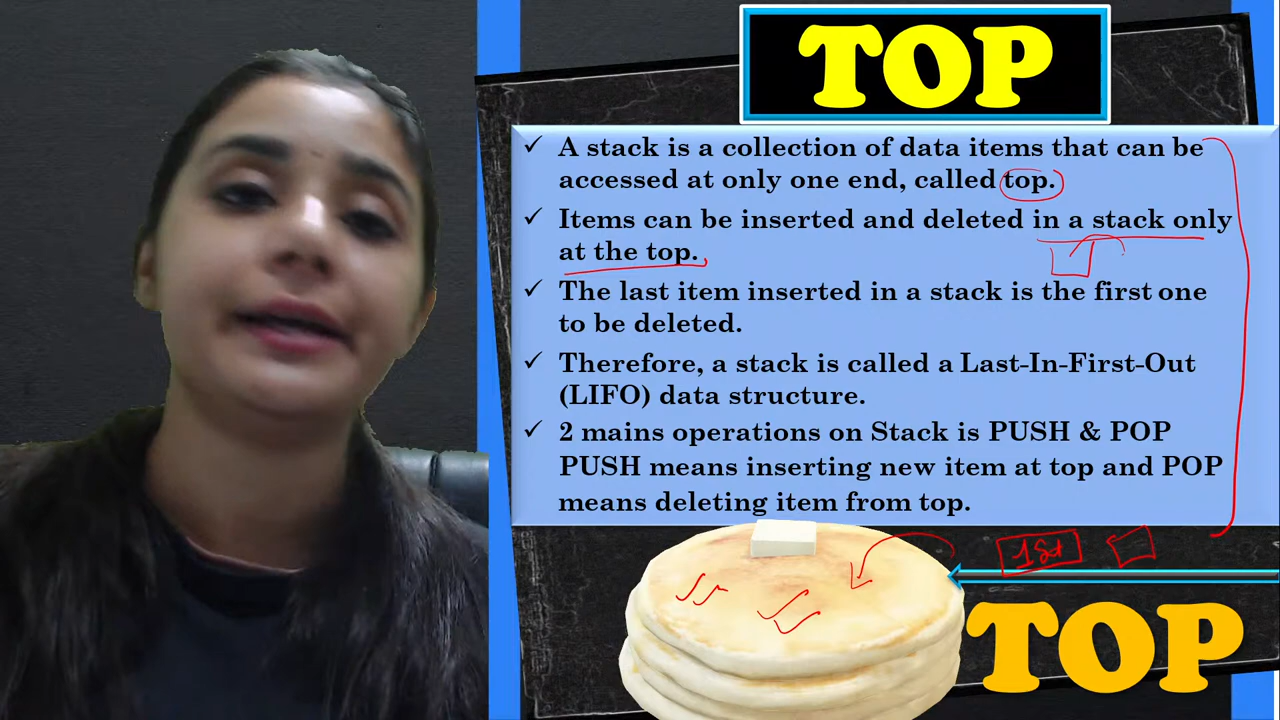 TOP
✓ A stack is a collection of data items that can be
accessed at only one end, called top.
✓ Items can be inserted and deleted in a stack only
at the top.
✓ The last item inserted in a stack is the first one
to be deleted.
✓ Therefore, a stack is called a Last-In-First-Out
(LIFO) data structure.
✓ 2 mains operations on Stack is PUSH & POP
PUSH means inserting new item at top and POP
means deleting item from top.
TOP